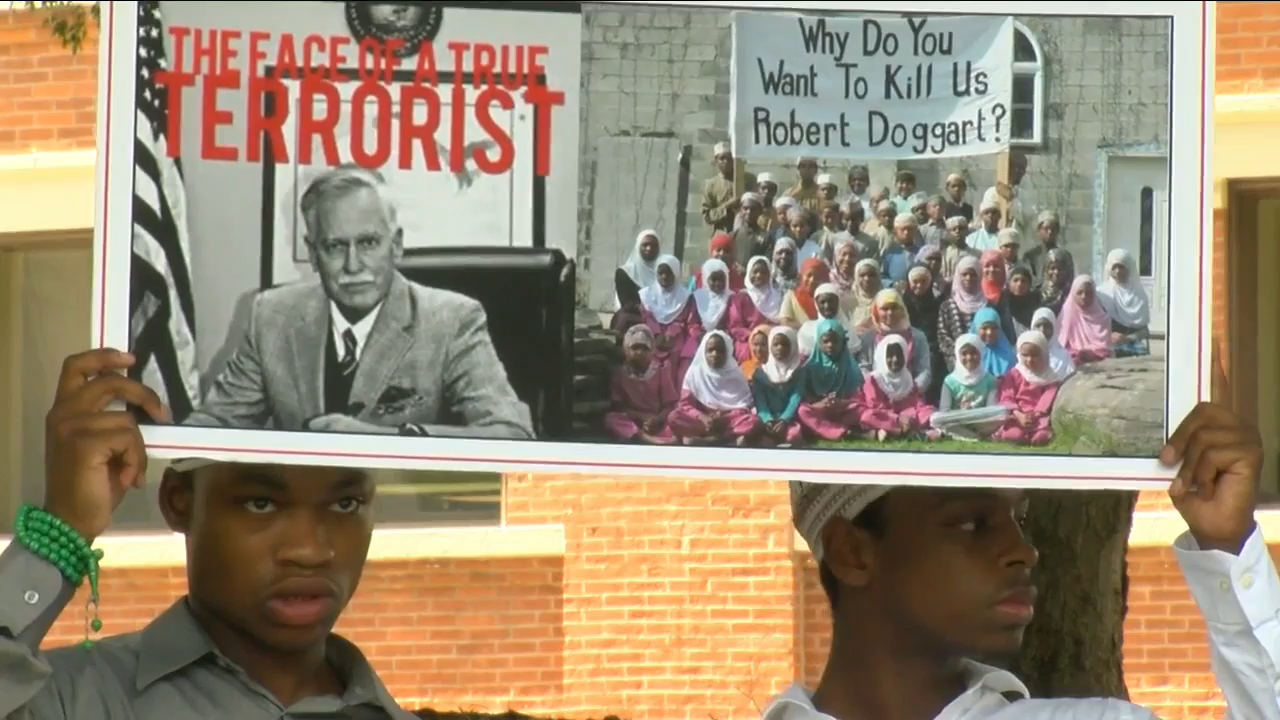 THE FACE OF A TRUE
TERRORIST
Why Do You
Want To Kill Us
Robert Doggart?